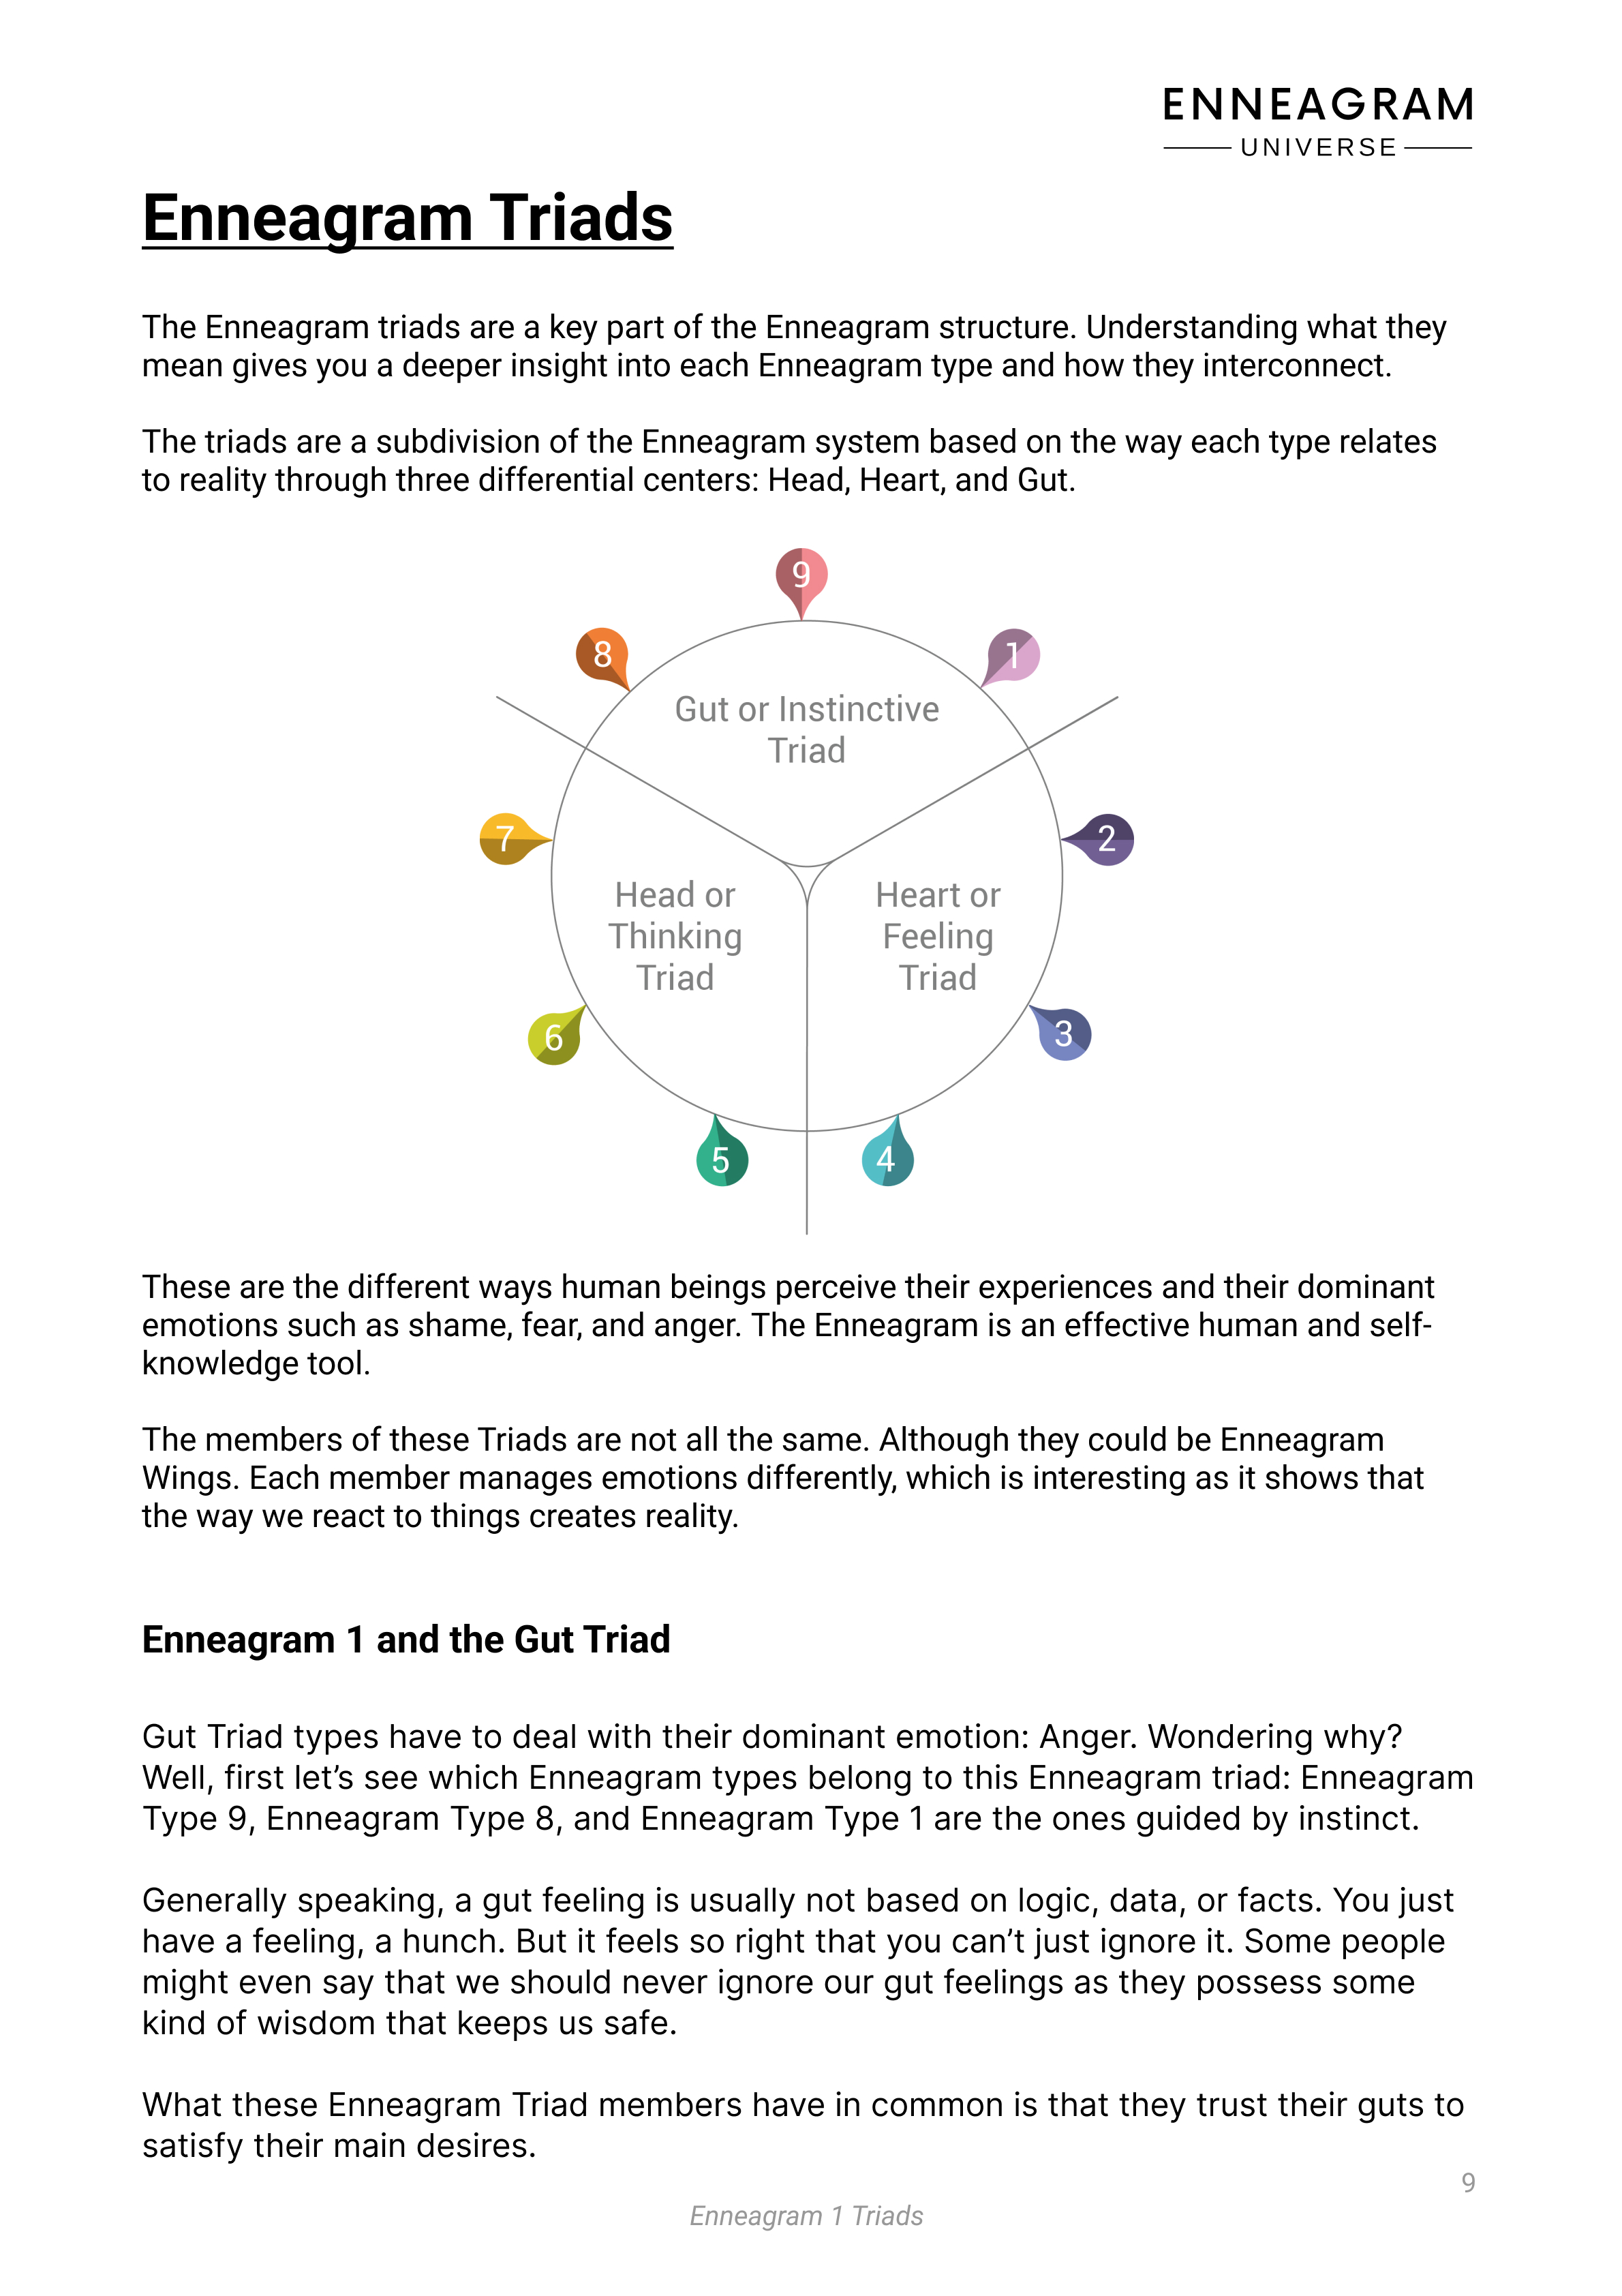 ENNEAGRAM
UNIVERSE
Enneagram Triads
The Enneagram triads are a key part of the Enneagram structure. Understanding what they
mean gives you a deeper insight into each Enneagram type and how they interconnect.
The triads are a subdivision of the Enneagram system based on the way each type relates
to reality through three differential centers: Head, Heart, and Gut.
9
8
1
Gut or Instinctive
Triad
7
2
Head or
Thinking
Triad
Heart or
Feeling
Triad
6
3
5
4
These are the different ways human beings perceive their experiences and their dominant
emotions such as shame, fear, and anger. The Enneagram is an effective human and self-
knowledge tool.
The members of these Triads are not all the same. Although they could be Enneagram
Wings. Each member manages emotions differently, which is interesting as it shows that
the way we react to things creates reality.
Enneagram 1 and the Gut Triad
Gut Triad types have to deal with their dominant emotion: Anger. Wondering why?
Well, first let’s see which Enneagram types belong to this Enneagram triad: Enneagram
Type 9, Enneagram Type 8, and Enneagram Type 1 are the ones guided by instinct.
Generally speaking, a gut feeling is usually not based on logic, data, or facts. You just
have a feeling, a hunch. But it feels so right that you can’t just ignore it. Some people
might even say that we should never ignore our gut feelings as they possess some
kind of wisdom that keeps us safe.
What these Enneagram Triad members have in common is that they trust their guts to
satisfy their main desires.
9
Enneagram 1 Triads